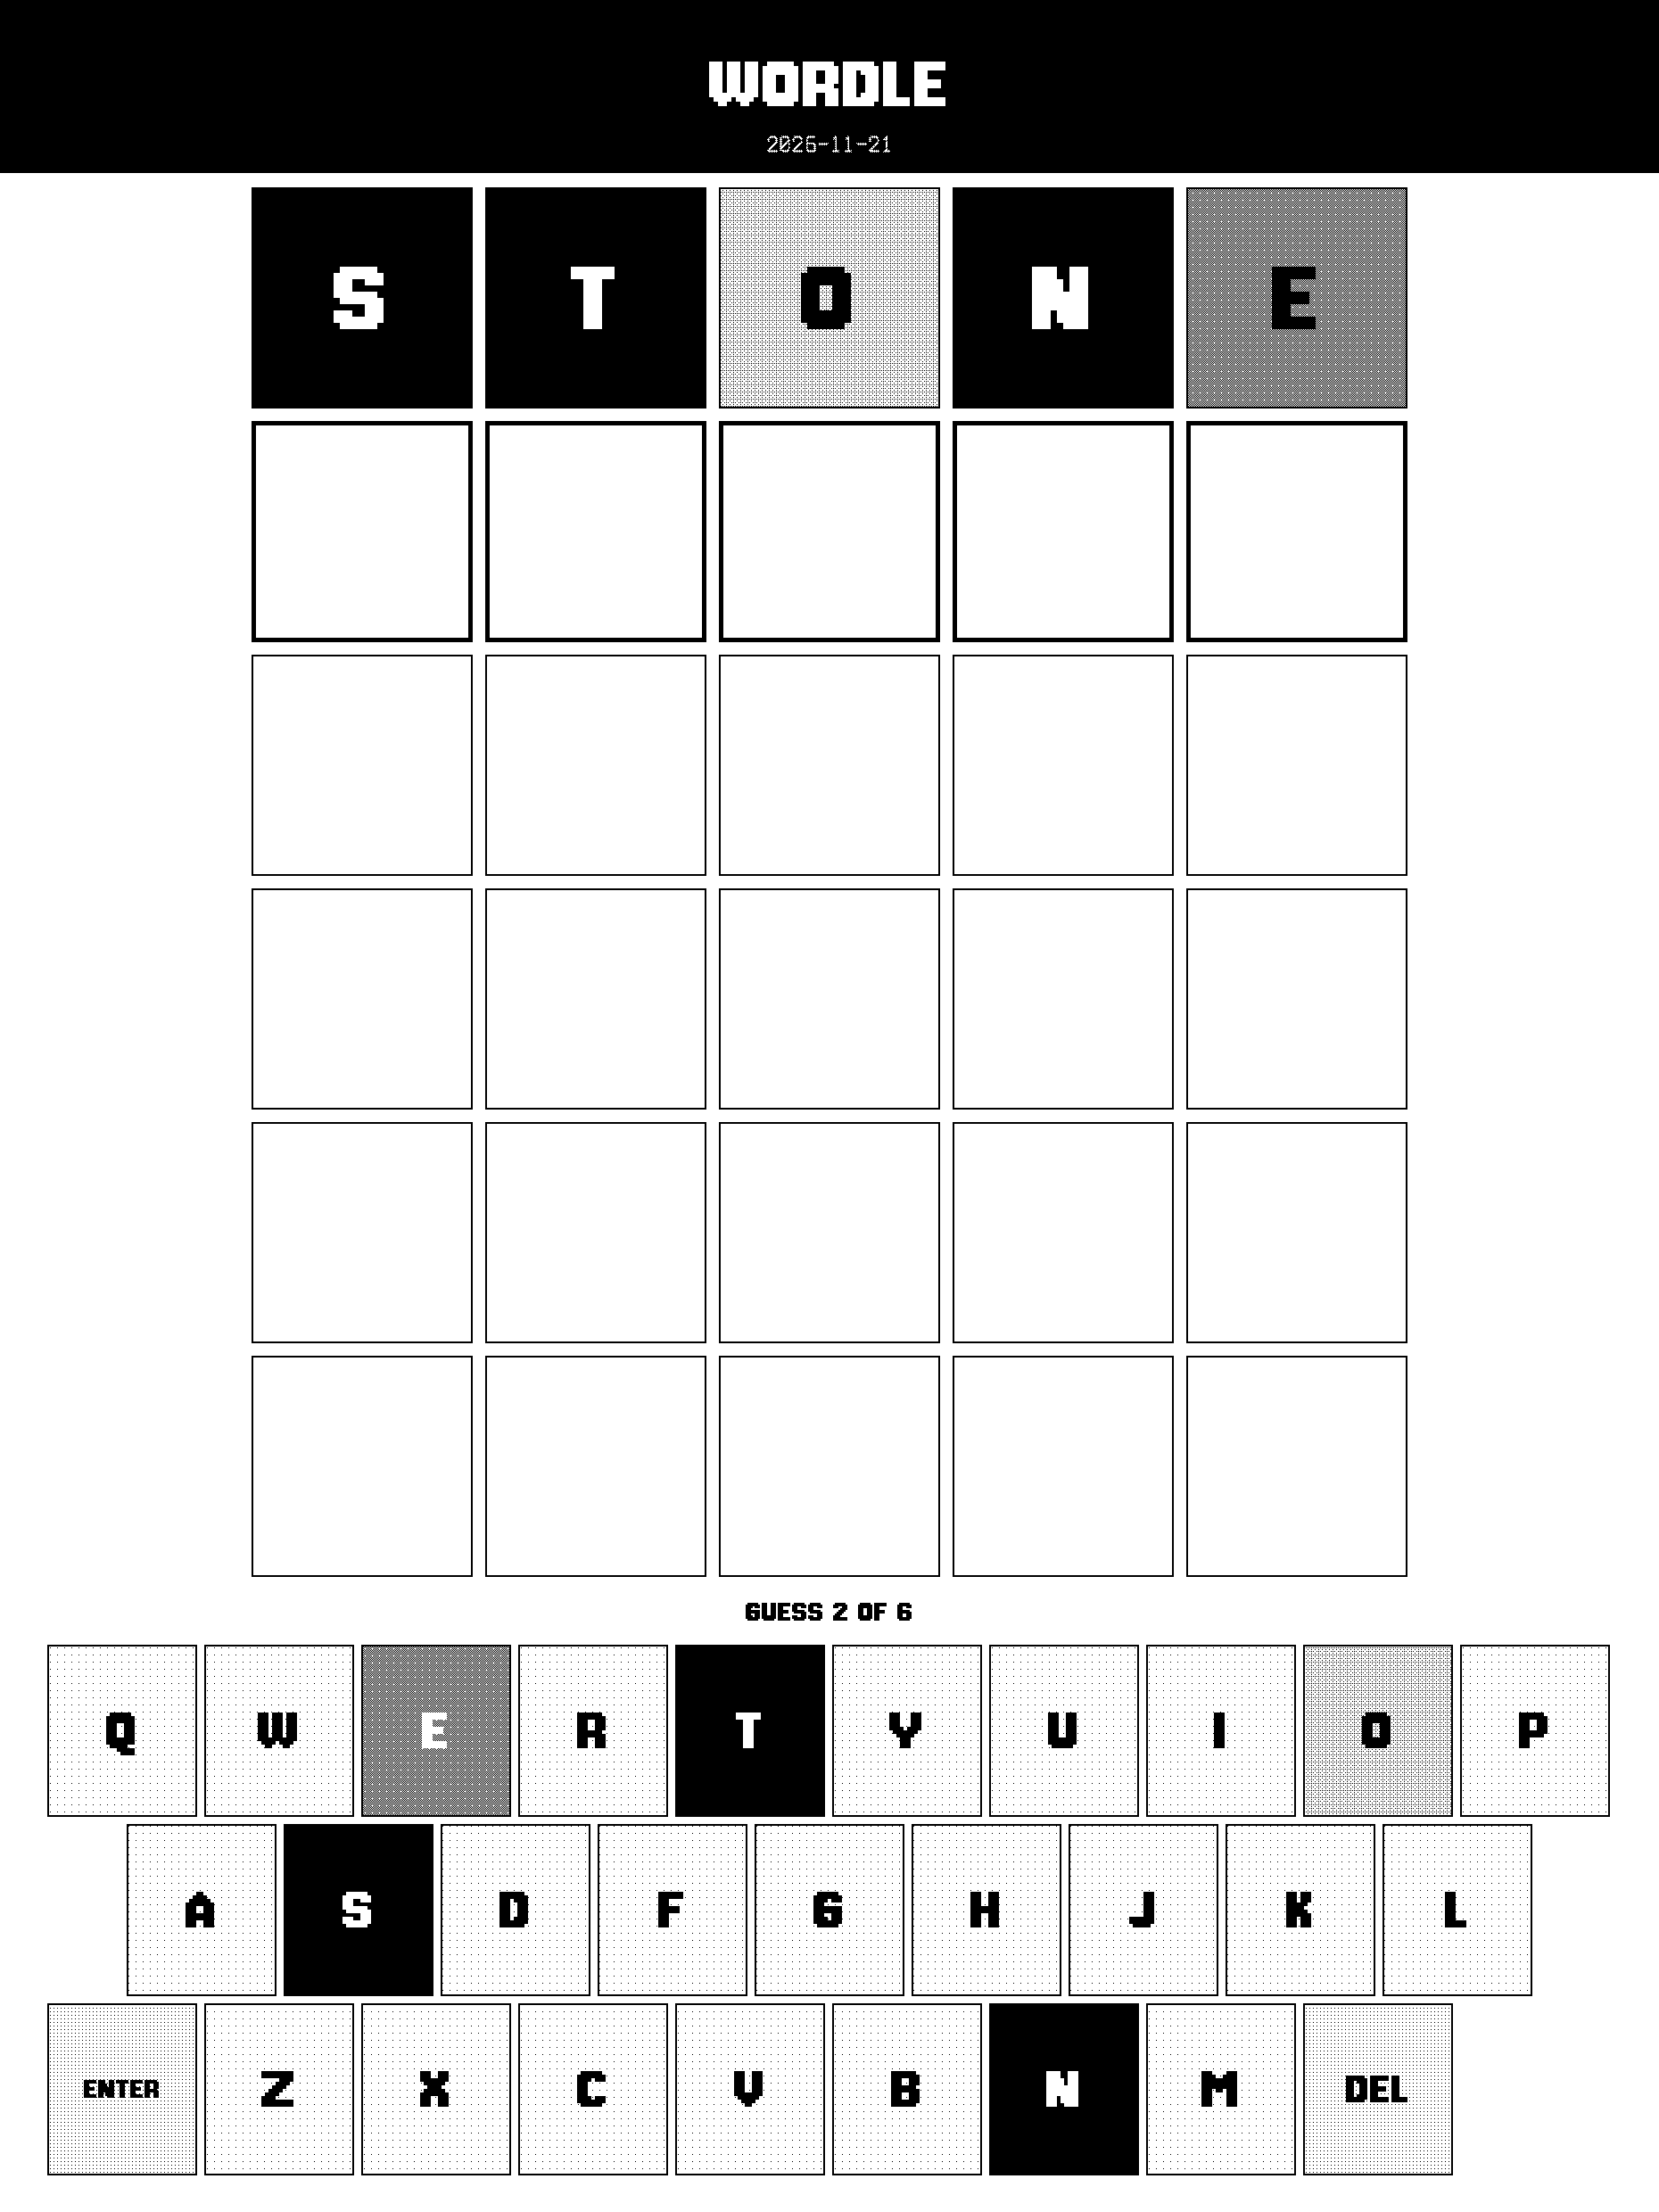 WORDLE
2025-11-21
S T O N E
GUESS 2 OF 6
Q W E R T Y U I O P
A S D F G H J K L
ENTER Z X C V B N M DEL